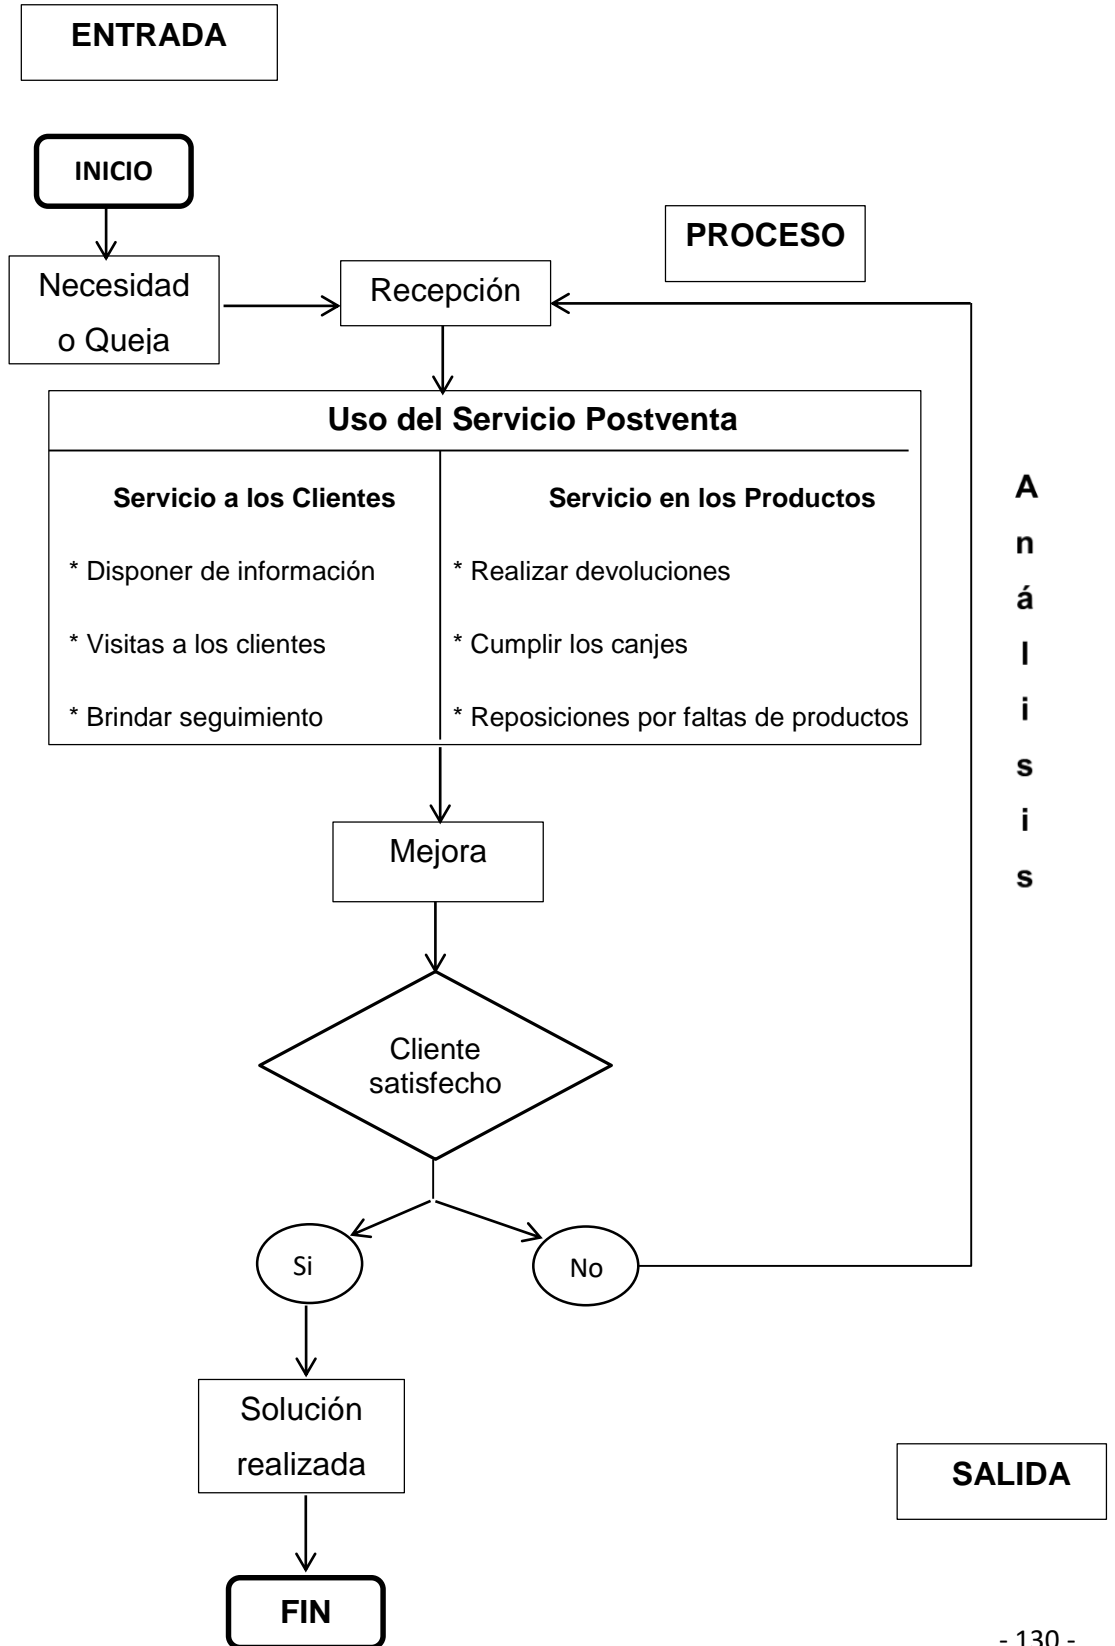 ENTRADA
INICIO
PROCESO
Necesidad
o Queja
Recepción
Uso del Servicio Postventa
Servicio a los Clientes
* Disponer de información
* Visitas a los clientes
* Brindar seguimiento
Servicio en los Productos
* Realizar devoluciones
* Cumplir los canjes
* Reposiciones por faltas de productos
A
n
á
l
i
s
i
s
Mejora
Cliente
satisfecho
Si
No
Solución
realizada
SALIDA
FIN
- 130 -